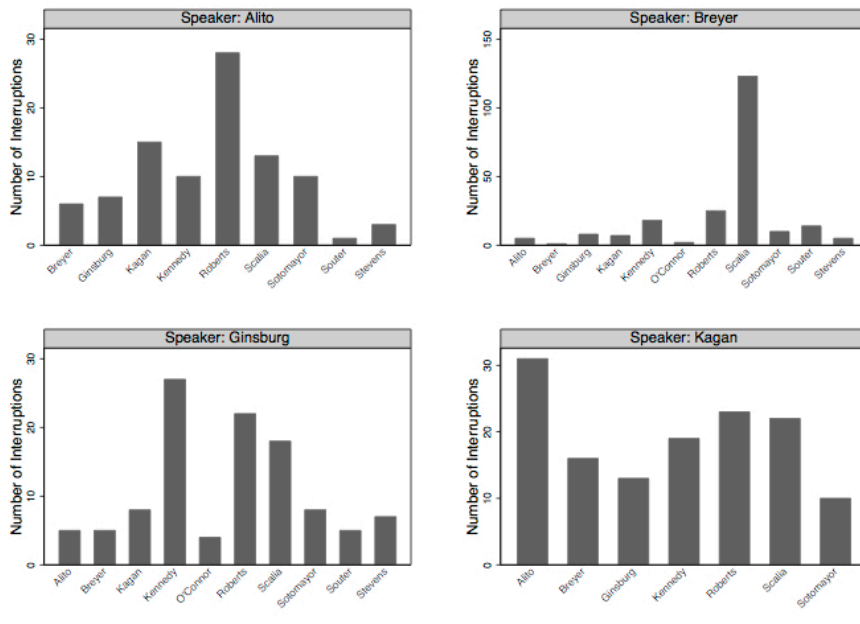 Speaker: Alito
Number of Interruptions
0
10
20
30
Breyer
Ginsburg
Kagan
Kennedy
Roberts
Scalia
Sotomayor
Souter
Stevens
Speaker: Breyer
Number of Interruptions
0
50
100
150
Alito
Breyer
Ginsburg
Kagan
Kennedy
O'Connor
Roberts
Scalia
Sotomayor
Souter
Stevens
Speaker: Ginsburg
Number of Interruptions
0
10
20
30
Alito
Breyer
Kagan
Kennedy
O'Connor
Roberts
Scalia
Sotomayor
Souter
Stevens
Speaker: Kagan
Number of Interruptions
0
10
20
30
Alito
Breyer
Ginsburg
Kennedy
Roberts
Scalia
Sotomayor